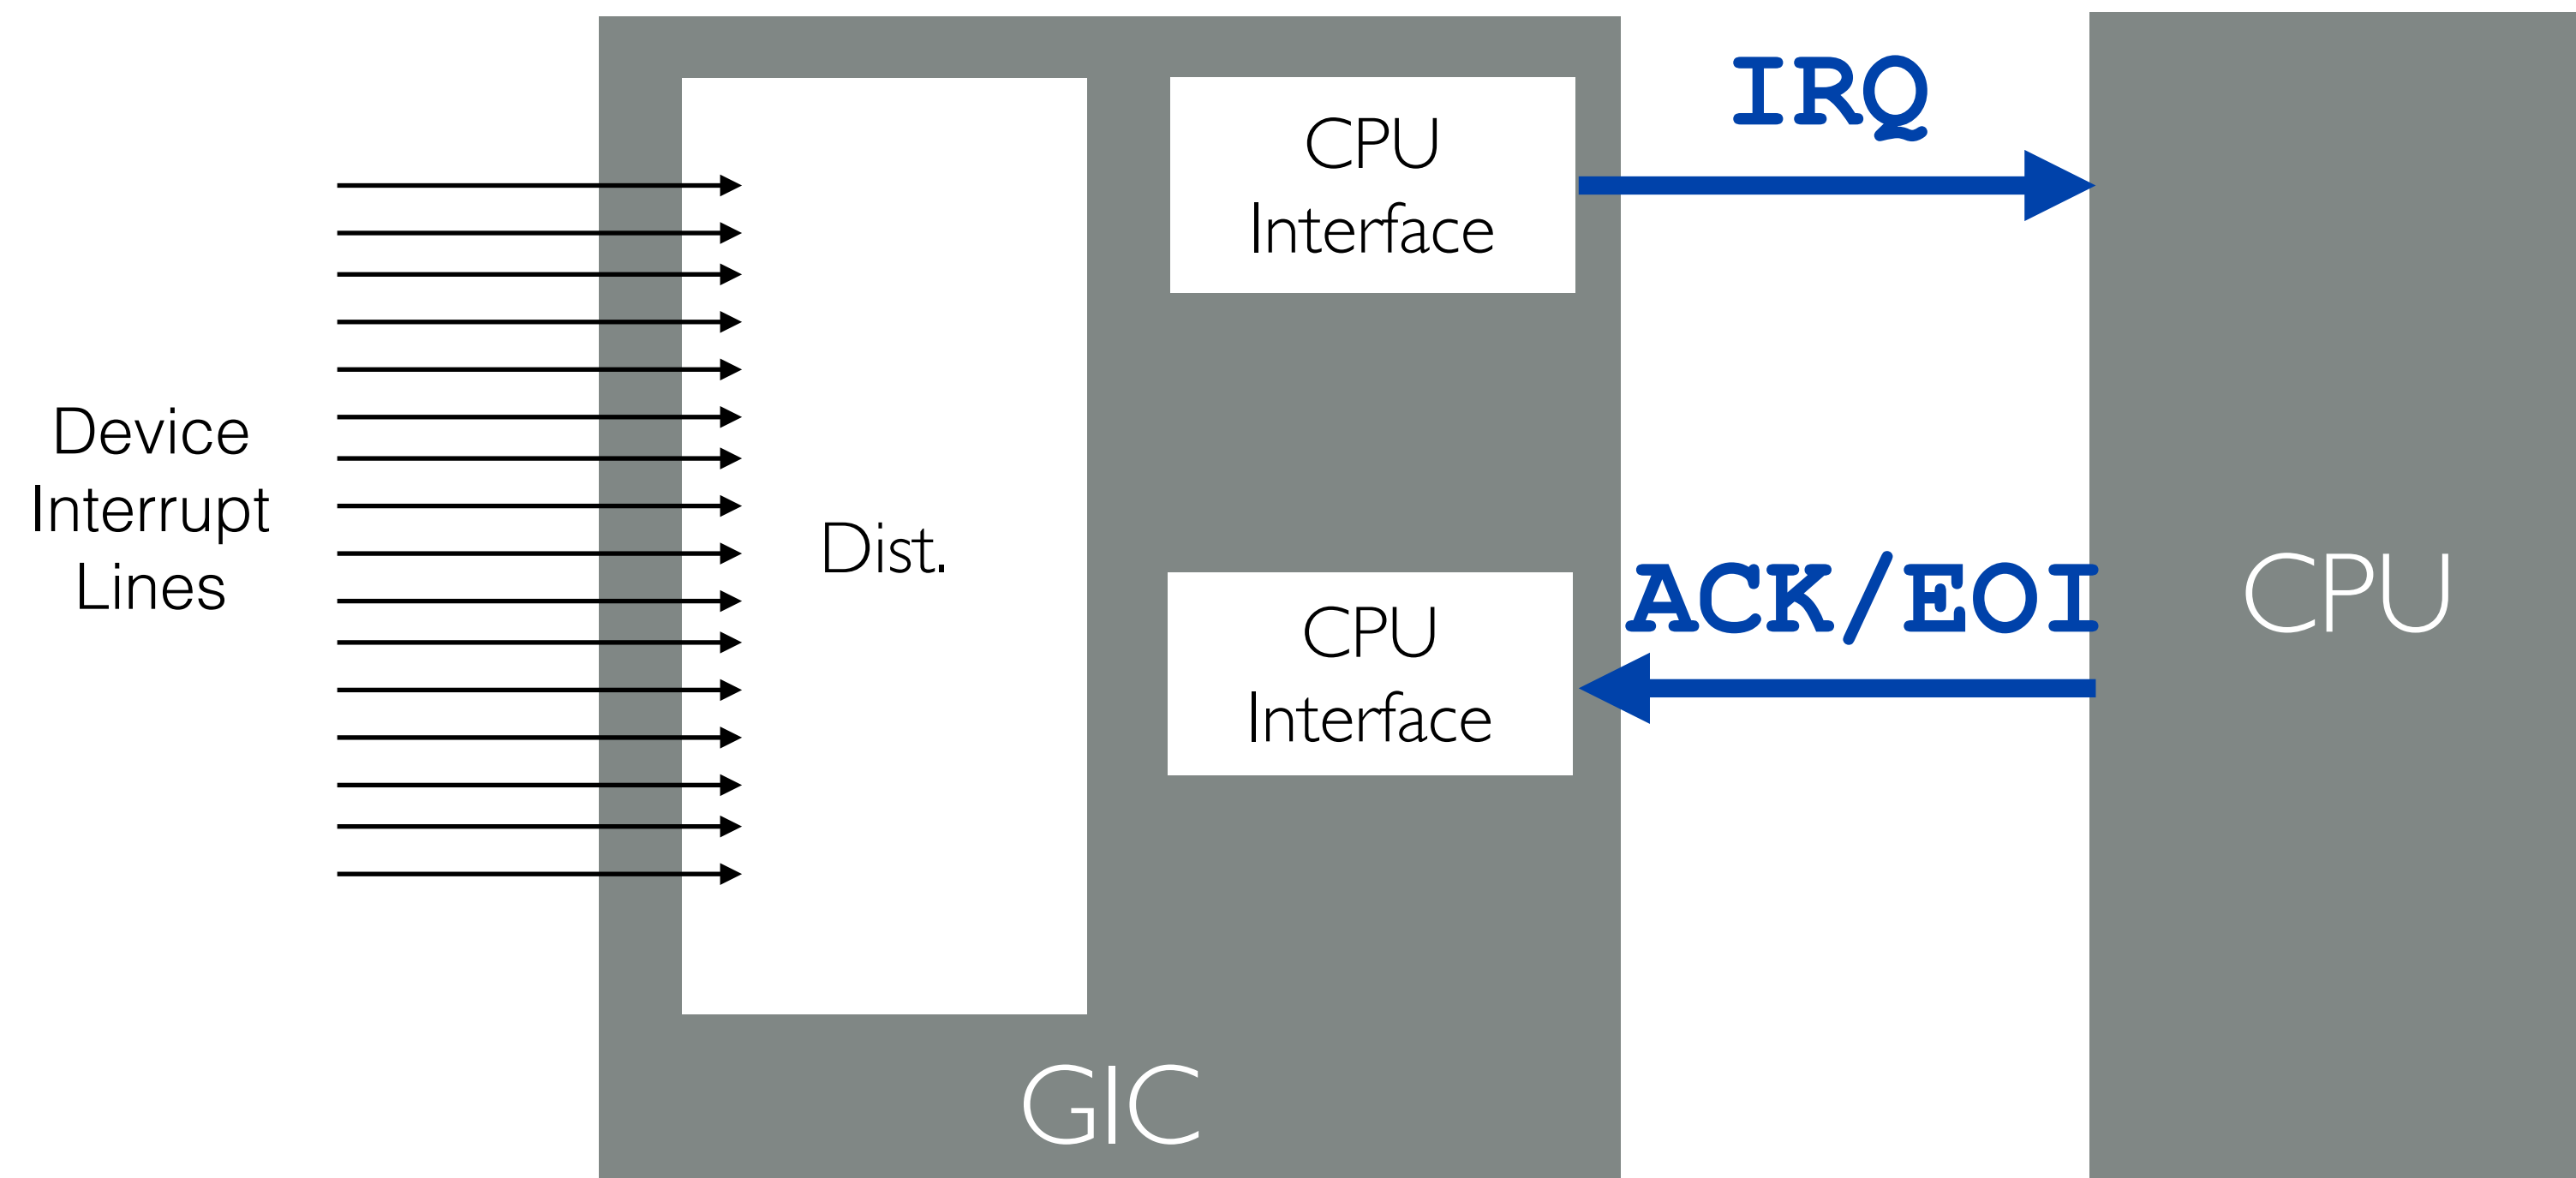 Device
Interrupt
Lines
Dist.
CPU
Interface
IRQ
CPU
Interface
ACK/EOI
CPU
GIC